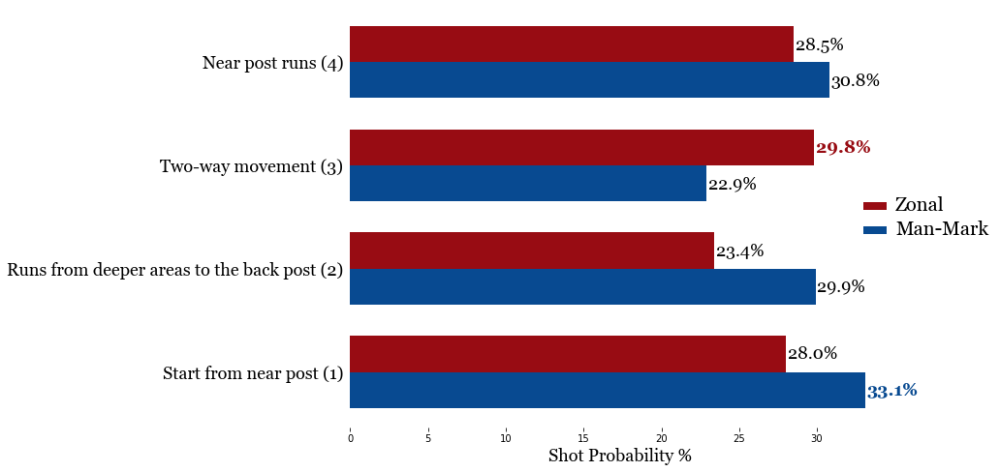 28.5%
Near post runs (4)
30.8%
29.8%
Two-way movement (3)
22.9%
Zonal
Man-Mark
23.4%
Runs from deeper areas to the back post (2)
29.9%
28.0%
Start from near post (1)
33.1%
0 5 10 15 20 25 30
Shot Probability %